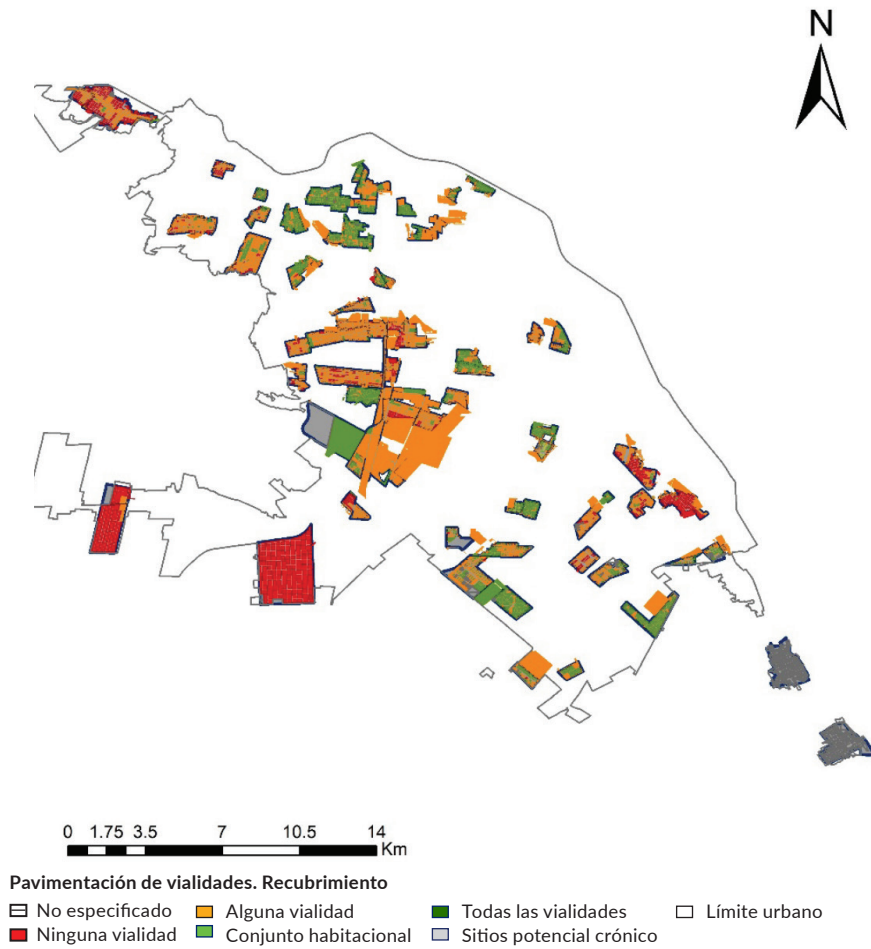 N
0 1.75 3.5 7 10.5 14
Km
Pavimentación de vialidades. Recubrimiento
No especificado Alguna vialidad Todas las vialidades Límite urbano
Ninguna vialidad Conjunto habitacional Sitios potencial crónico